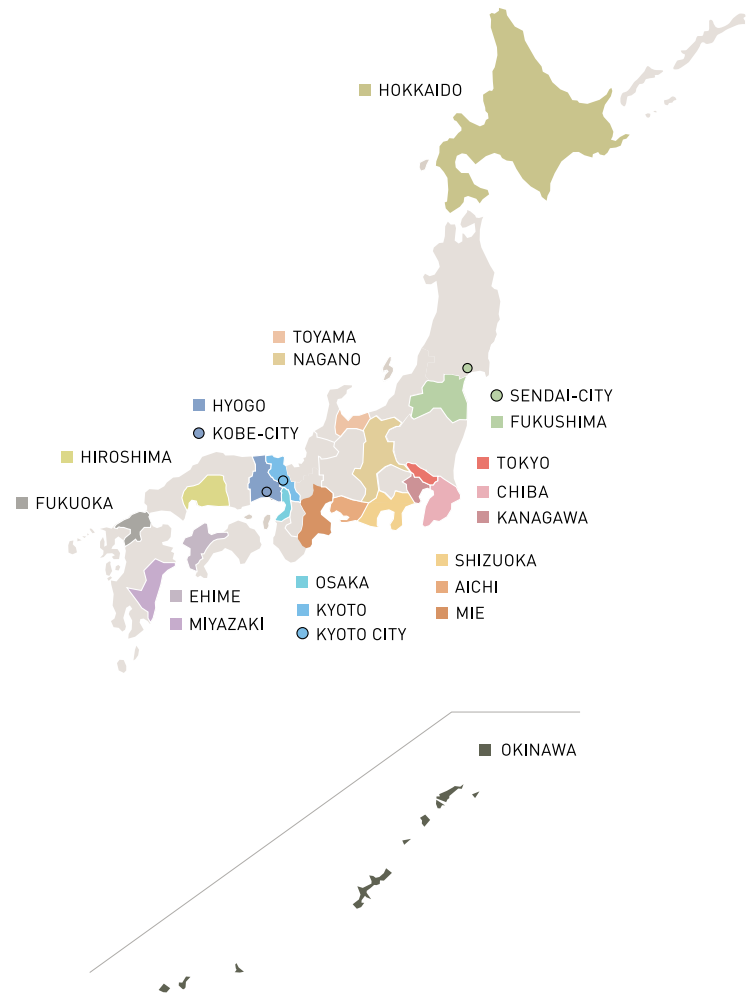 HOKKAIDO
TOYAMA
NAGANO
SENDAI-CITY
FUKUSHIMA
HYOGO
KOBE-CITY
HIROSHIMA
FUKUOKA
TOKYO
CHIBA
KANAGAWA
SHIZUOKA
AICHI
MIE
OSAKA
KYOTO
KYOTO CITY
EHIME
MIYAZAKI
OKINAWA